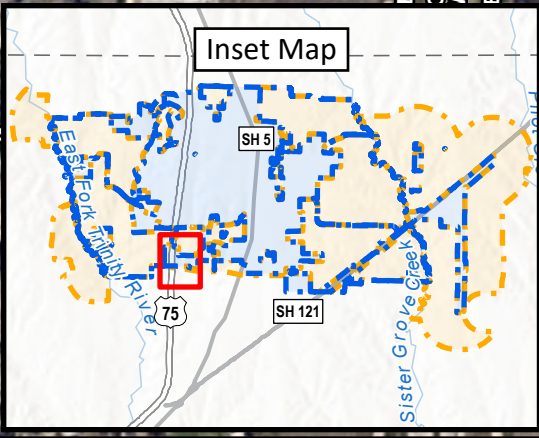 Inset Map
SH 5
East Fork Trinity River
75
SH 121
Sister Grove Creek